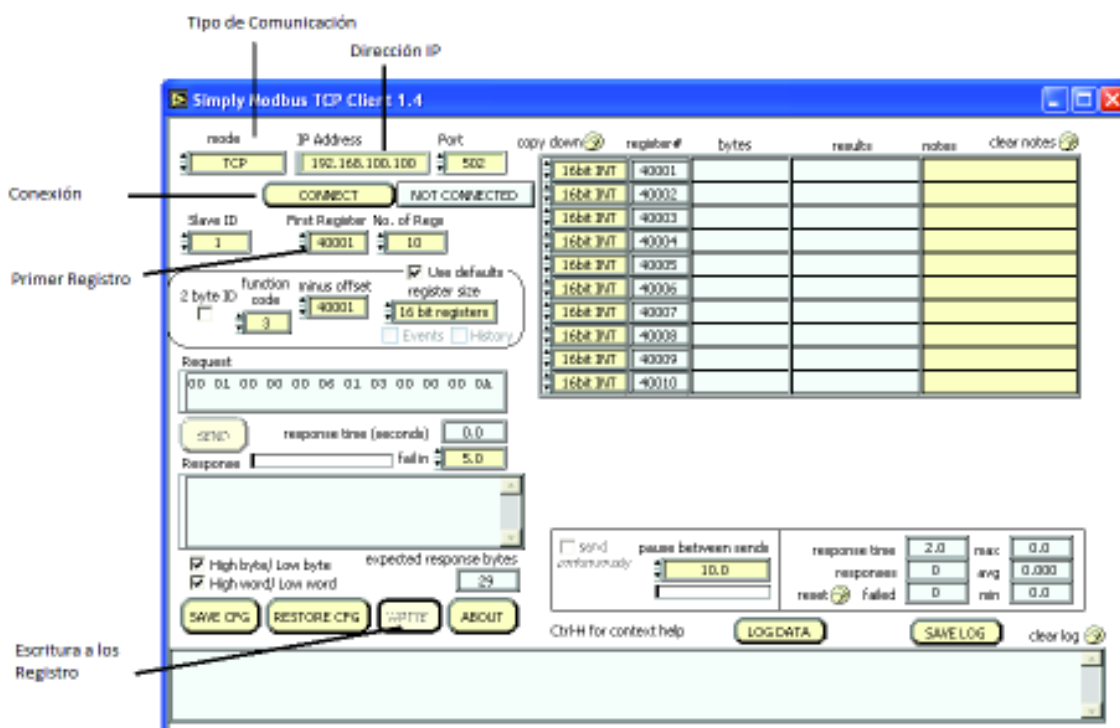 Tipo de Comunicación
Dirección IP
Simply Modbus TCP Client 1.4
mode IP Address Port
TCP 192.168.100.100 502
copy down register# bytes results notes clear notes
Conexión
CONNECT NOT CONNECTED
Slave ID First Register No. of Regs
1 40001 10
Primer Registro
Use defaults
2 byte ID function code minus offset register size
3 40001 16 bit registers
Events History
16bit INT 40001
16bit INT 40002
16bit INT 40003
16bit INT 40004
16bit INT 40005
16bit INT 40006
16bit INT 40007
16bit INT 40008
16bit INT 40009
16bit INT 40010
Request
00 01 00 00 00 06 01 03 00 00 00 0A
SEND response time (seconds) 0.0
Response fail in 5.0
High byte/ Low byte expected response bytes
High word/ Low word 29
SAVE CFG RESTORE CFG WRITE ABOUT
send continuously pause between sends
10.0
response time 2.0 max 0.0
responses 0 avg 0.000
reset failed 0 min 0.0
Ctrl-H for context help LOG DATA SAVE LOG clear log
Escritura a los
Registro